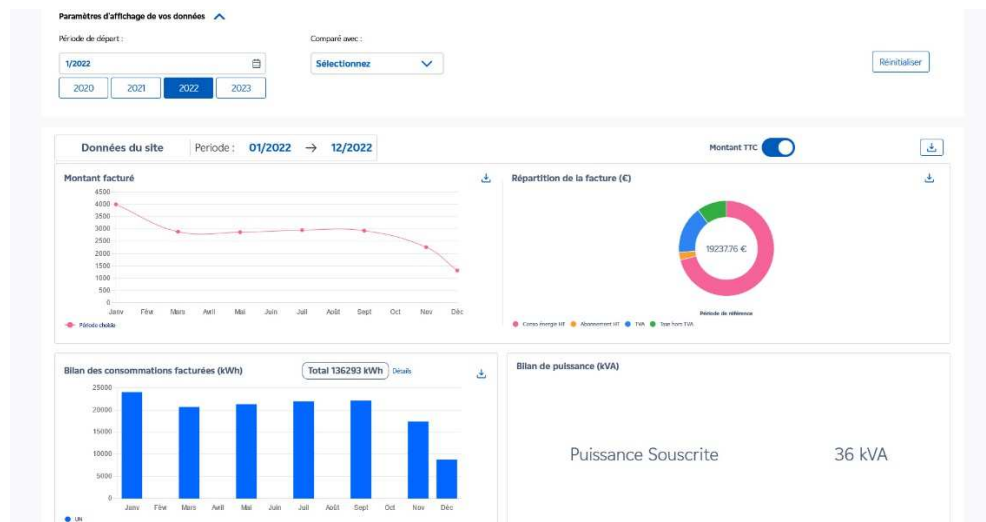 Paramètres d'affichage de vos données
Période de départ :
Comparé avec :
1/2022
Sélectionnez
Réinitialiser
2020 2021 2022 2023
Données du site Periode : 01/2022 → 12/2022
Montant TTC
Montant facturé
4500
4000
3500
3000
2500
2000
1500
1000
500
0
Janv Févr Mars Avril Mai Juin Juil Août Sept Oct Nov Déc
Période choisie
Répartition de la facture (€)
19237.76 €
Période de référence
Conso énergie HT Abonnement HT TVA Taxe hors TVA
Bilan des consommations facturées (kWh)
Total 136293 kWh
Détails
25000
20000
15000
10000
5000
0
Janv Févr Mars Avril Mai Juin Juil Août Sept Oct Nov Déc
UN
Bilan de puissance (kVA)
Puissance Souscrite 36 kVA